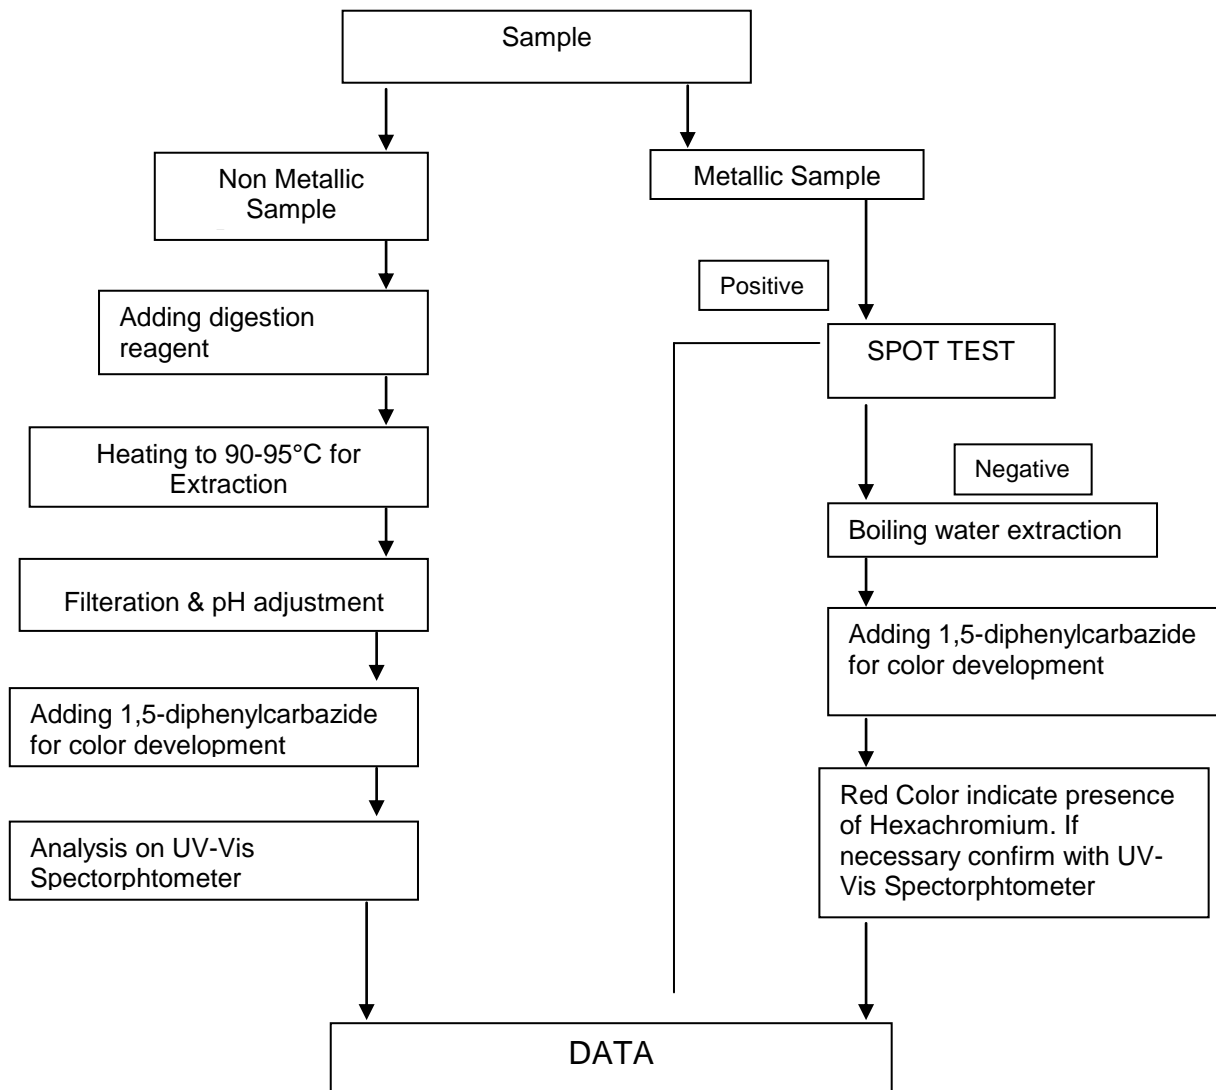 Sample
Non Metallic
Sample
Metallic Sample
Positive
Adding digestion
reagent
SPOT TEST
Heating to 90-95°C for
Extraction
Negative
Boiling water extraction
Filteration & pH adjustment
Adding 1,5-diphenylcarbazide
for color development
Adding 1,5-diphenylcarbazide
for color development
Red Color indicate presence
of Hexachromium. If
necessary confirm with UV-
Vis Spectorphtometer
Analysis on UV-Vis
Spectorphtometer
DATA